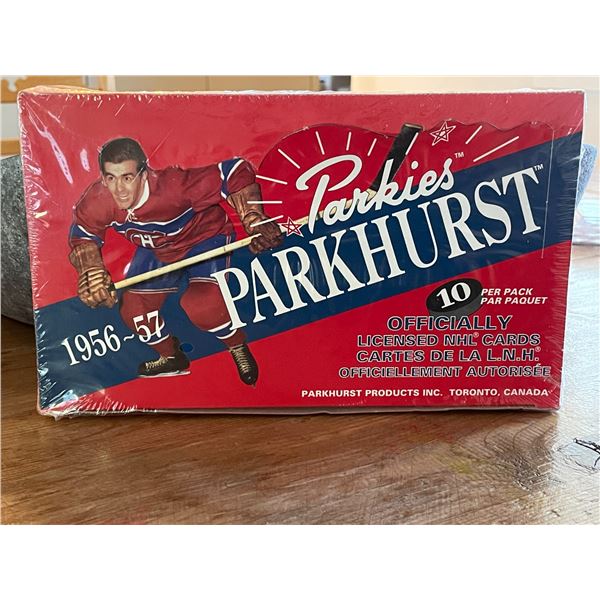 Parkies™
PARKHURST™
1956~57
10 PER PACK
PAR PAQUET
OFFICIALLY
LICENSED NHL® CARDS
CARTES DE LA L.N.H.®
OFFICIELLEMENT AUTORISÉE
PARKHURST PRODUCTS INC. TORONTO, CANADA